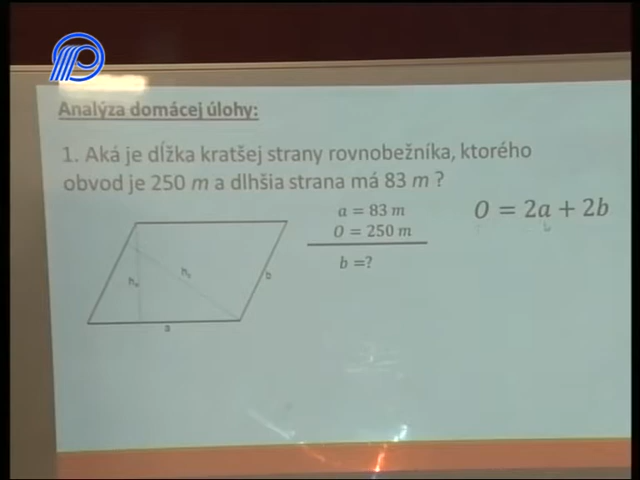 Analýza domácej úlohy:
1. Aká je dĺžka kratšej strany rovnobežníka, ktorého
obvod je 250 m a dlhšia strana má 83 m ?
a = 83 m
O = 250 m
b =?
O = 2a + 2b
hₐ
b
a